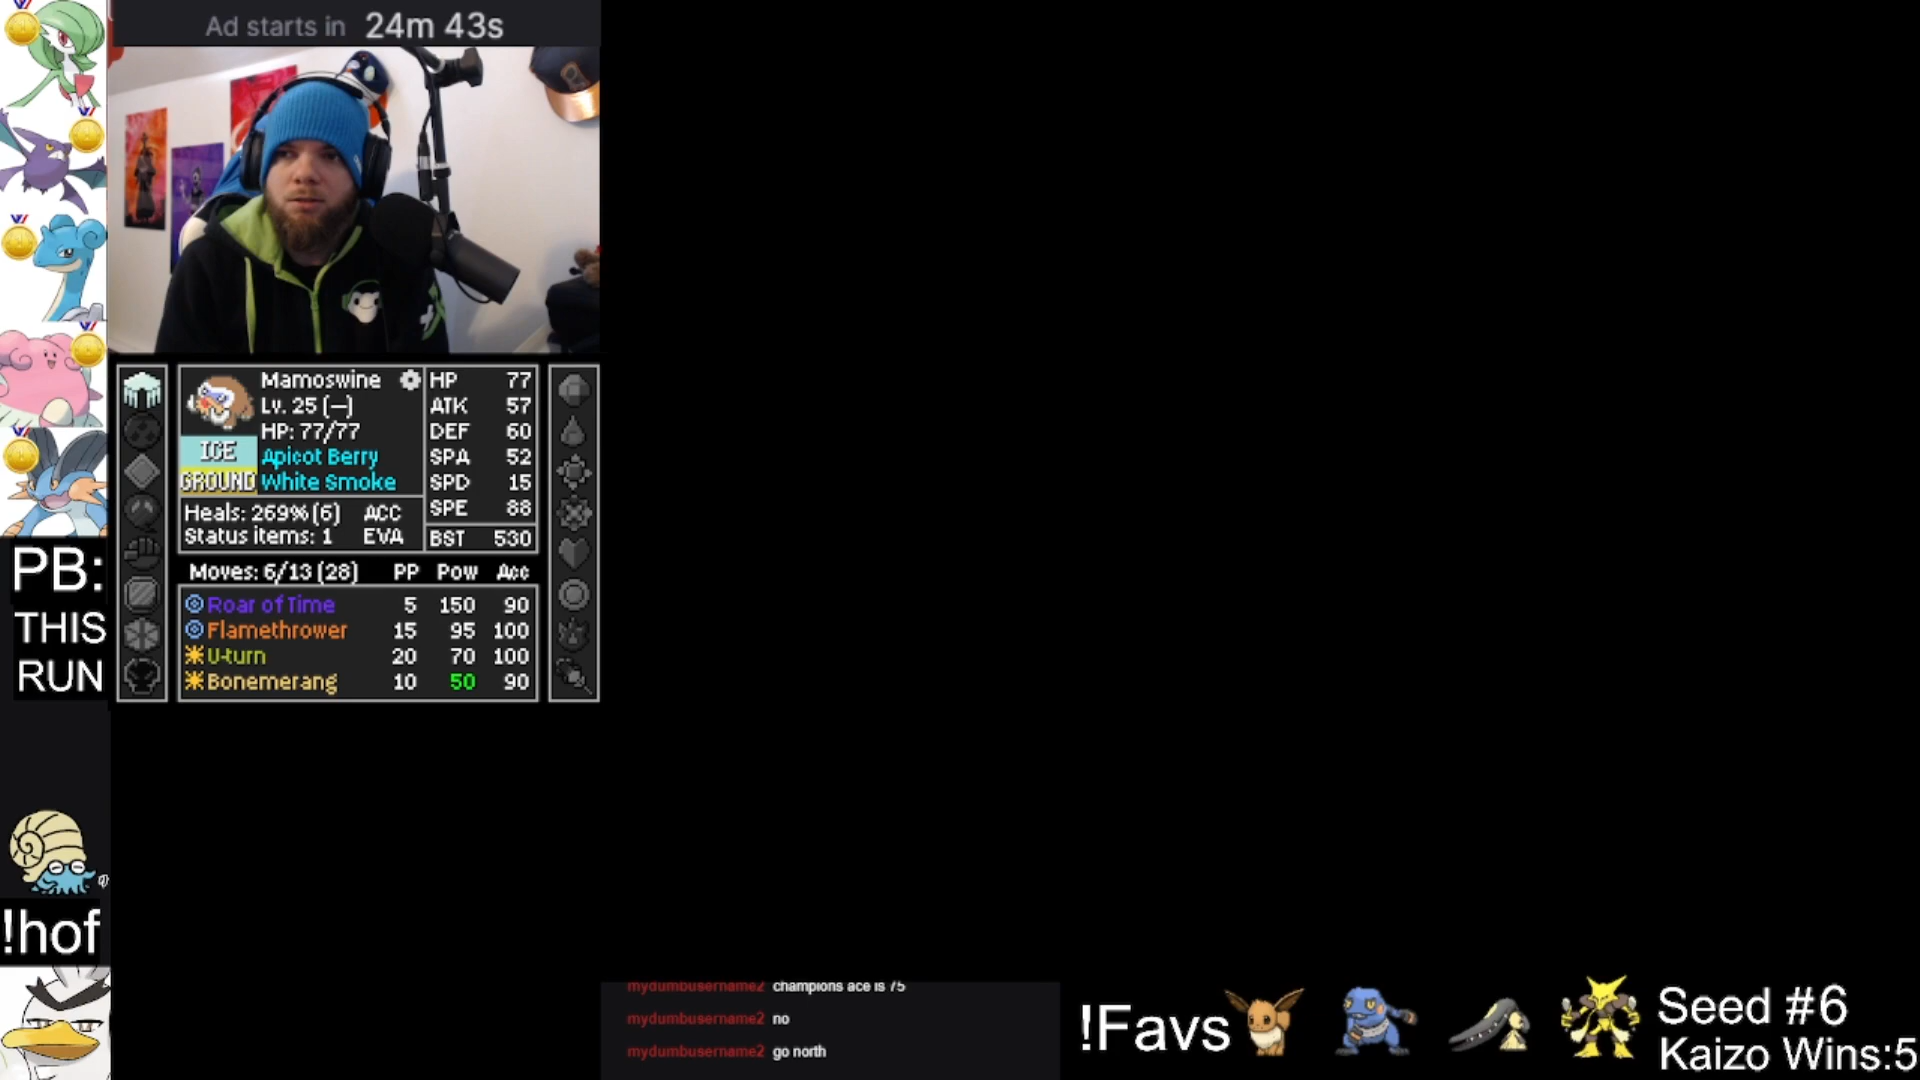 Ad starts in 24m 43s
Mamoswine
Lv. 25 (—)
HP: 77/77
ICE
Apicot Berry
GROUND
White Smoke
HP 77
ATK 57
DEF 60
SPA 52
SPD 15
SPE 88
BST 530
Heals: 269% (6) ACC
Status items: 1 EVA
Moves: 6/13 (28) PP Pow Acc
Roar of Time 5 150 90
Flamethrower 15 95 100
U-turn 20 70 100
Bonemerang 10 50 90
PB:
THIS
RUN
!hof
mydumbusername2 champions ace is 75
mydumbusername2 no
mydumbusername2 go north
!Favs
Seed #6
Kaizo Wins:5